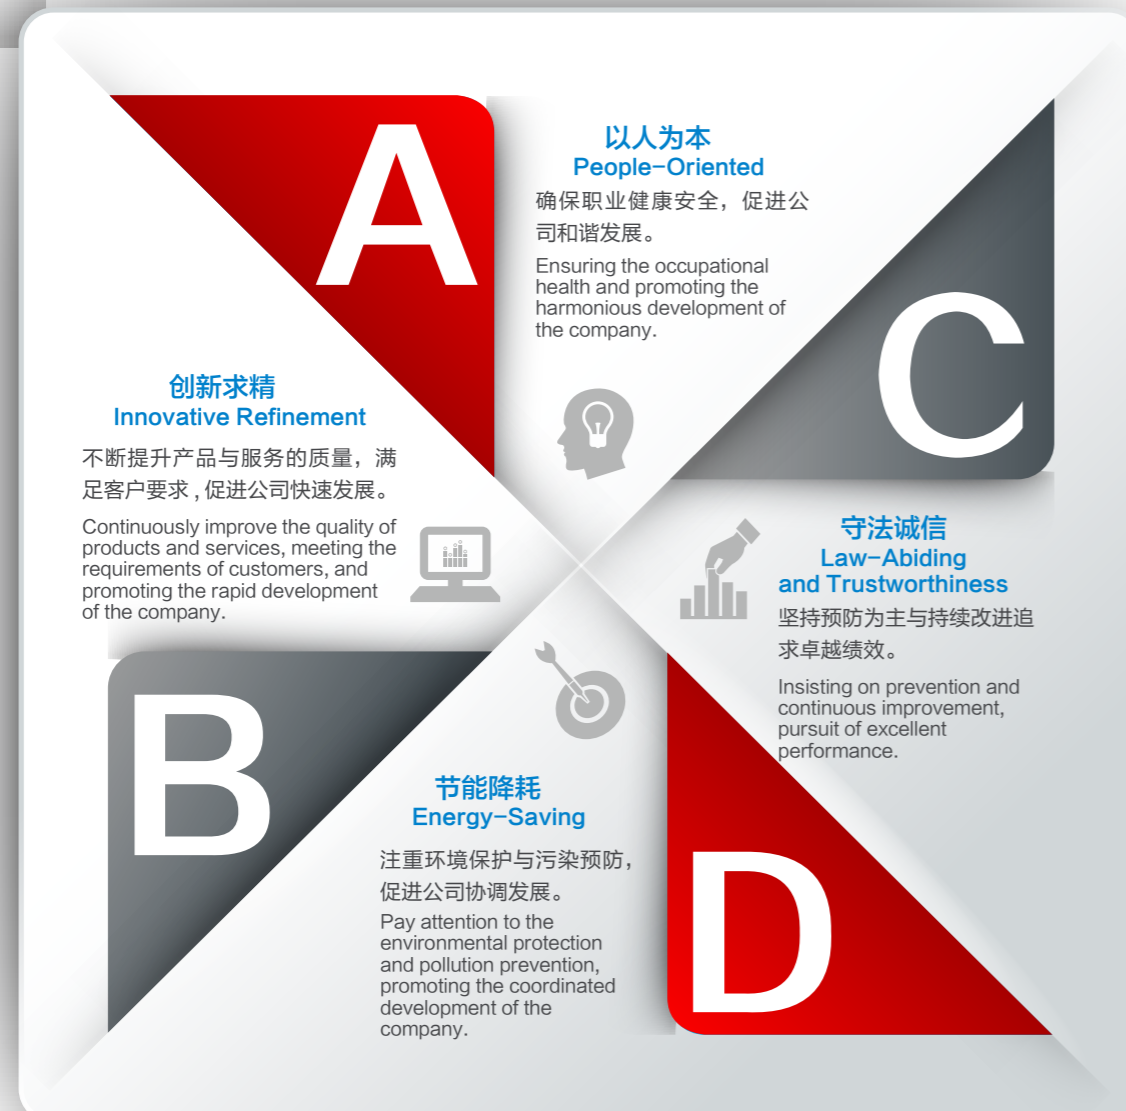 A
以人为本
People-Oriented
确保职业健康安全，促进公
司和谐发展。
Ensuring the occupational
health and promoting the
harmonious development of
the company.
C
创新求精
Innovative Refinement
不断提升产品与服务的质量，满
足客户要求 , 促进公司快速发展。
Continuously improve the quality of
products and services, meeting the
requirements of customers, and
promoting the rapid development
of the company.
守法诚信
Law-Abiding
and Trustworthiness
坚持预防为主与持续改进追
求卓越绩效。
Insisting on prevention and
continuous improvement,
pursuit of excellent
performance.
B
节能降耗
Energy-Saving
注重环境保护与污染预防，
促进公司协调发展。
Pay attention to the
environmental protection
and pollution prevention,
promoting the coordinated
development of the
company.
D